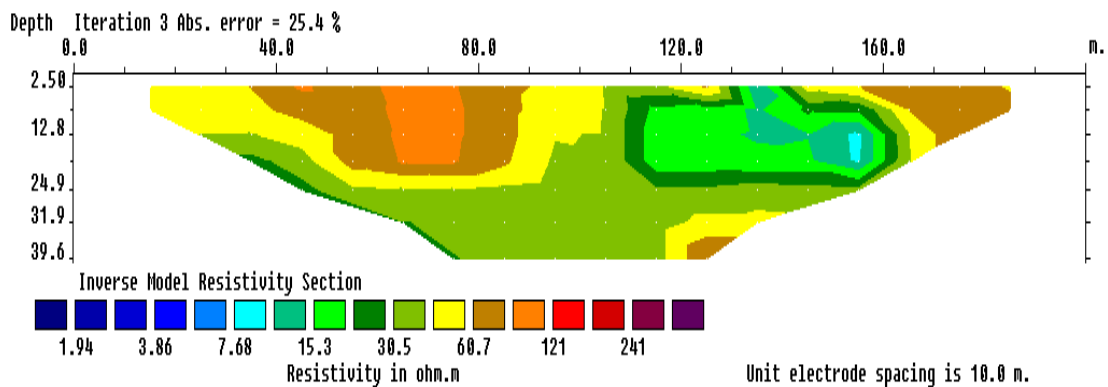 Depth Iteration 3 Abs. error = 25.4 %
0.0 40.0 80.0 120.0 160.0 m.
2.50
12.8
24.9
31.9
39.6
Inverse Model Resistivity Section
1.94 3.86 7.68 15.3 30.5 60.7 121 241
Resistivity in ohm.m Unit electrode spacing is 10.0 m.